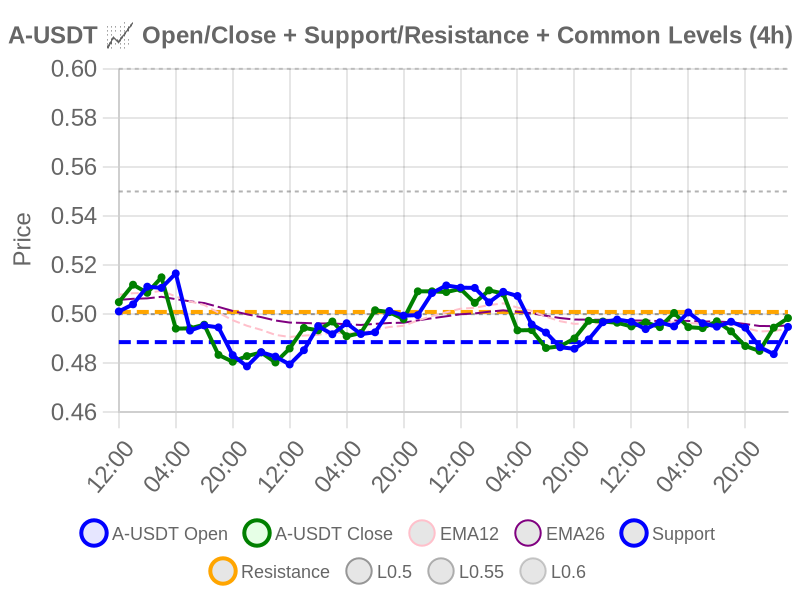 A-USDT 📈 Open/Close + Support/Resistance + Common Levels (4h)
0.60
0.58
0.56
0.54
0.52
0.50
0.48
0.46
Price
12:00 04:00 20:00 12:00 04:00 20:00 12:00 04:00 20:00 12:00 04:00 20:00
A-USDT Open A-USDT Close EMA12 EMA26 Support
Resistance L0.5 L0.55 L0.6